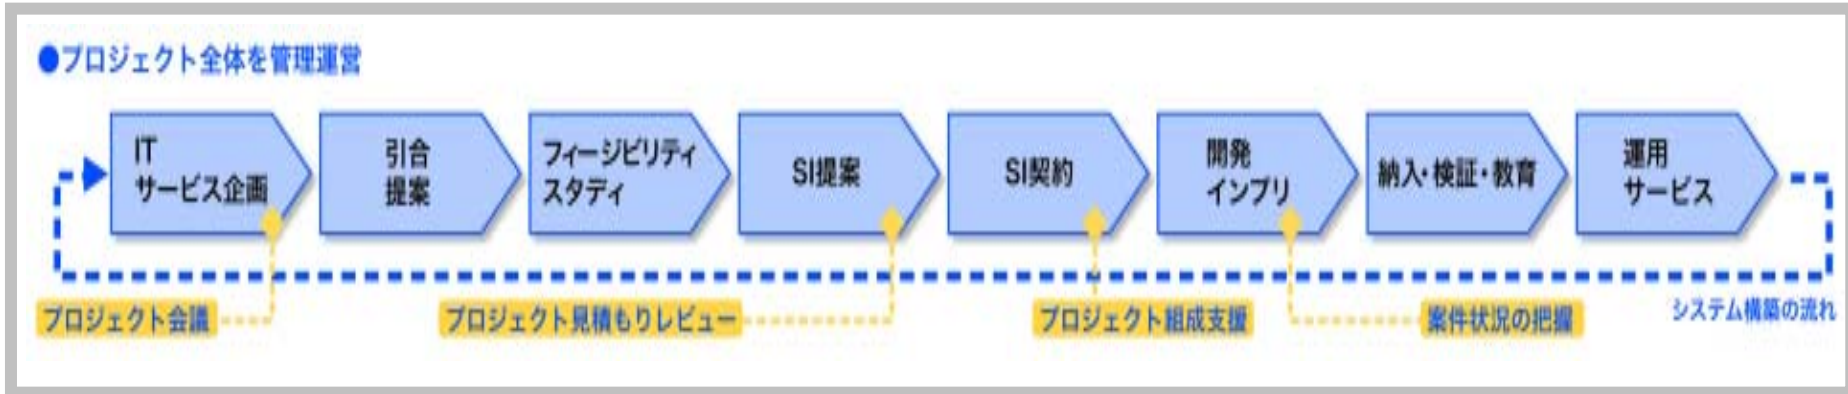 ●プロジェクト全体を管理運営
IT
サービス企画
引合
提案
フィージビリティ
スタディ
SI提案
SI契約
開発
インプリ
納入・検証・教育
運用
サービス
プロジェクト会議
プロジェクト見積もりレビュー
プロジェクト組成支援
案件状況の把握
システム構築の流れ